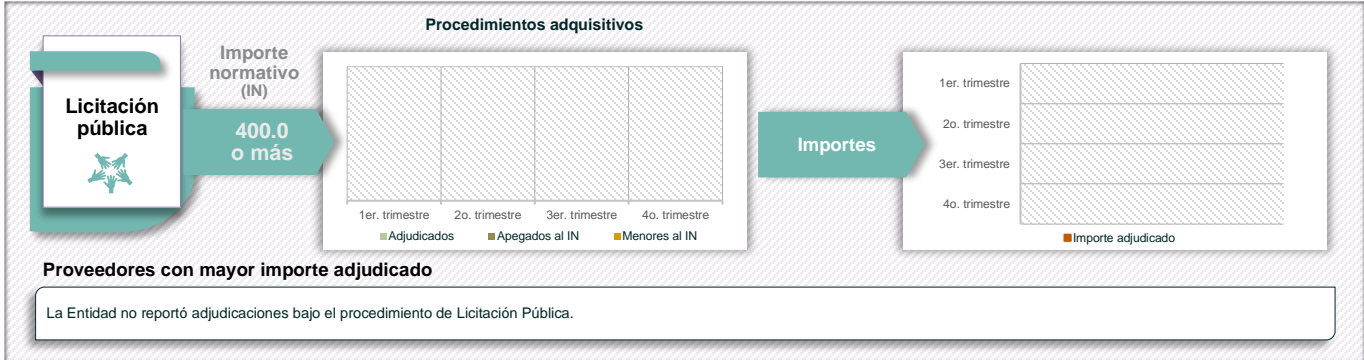 Procedimientos adquisitivos
Licitación
pública
Importe
normativo
(IN)
400.0
o más
1er. trimestre 2o. trimestre 3er. trimestre 4o. trimestre
Adjudicados Apegados al IN Menores al IN
Importes
1er. trimestre
2o. trimestre
3er. trimestre
4o. trimestre
Importe adjudicado
Proveedores con mayor importe adjudicado
La Entidad no reportó adjudicaciones bajo el procedimiento de Licitación Pública.